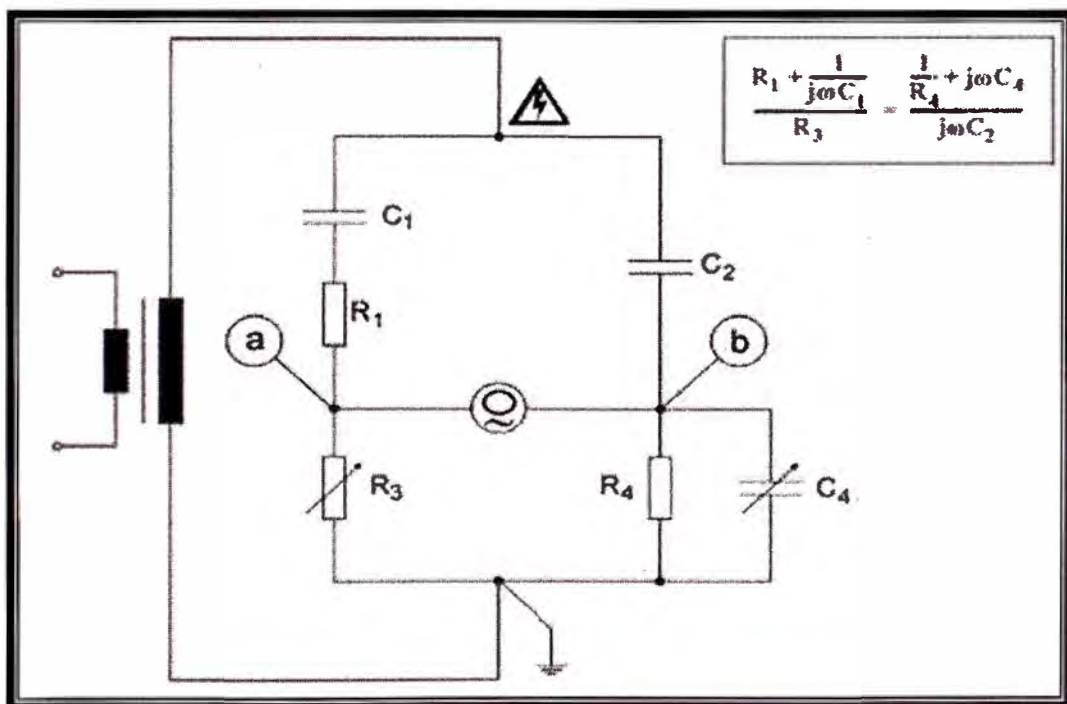 R₁ + 1/jωC₁ / R₃ = 1/R₄ + jωC₄ / jωC₂
C₁
C₂
R₁
a
b
R₃
R₄
C₄